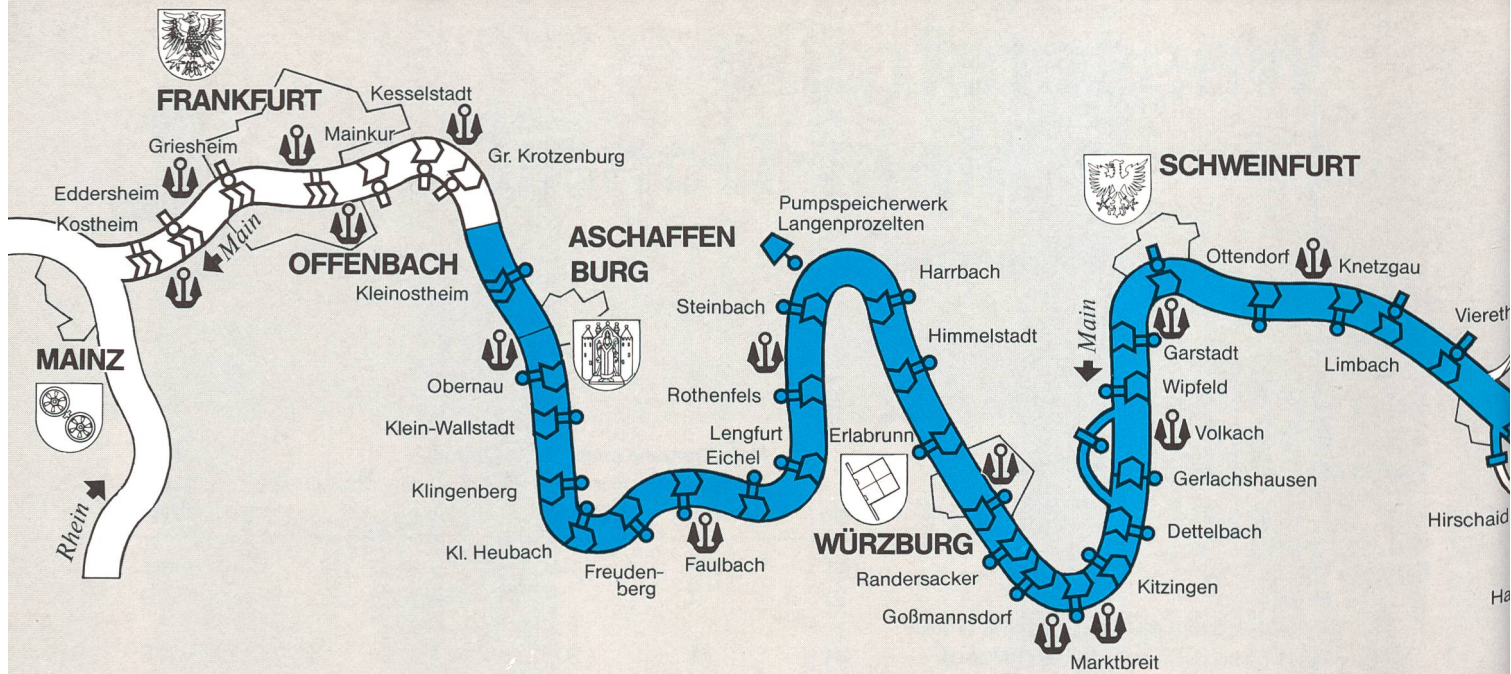 FRANKFURT
Kesselstadt
Mainkur
Griesheim
Gr. Krotzenburg
Eddersheim
Kostheim
Main
OFFENBACH
Kleinostheim
MAINZ
Rhein
ASCHAFFEN
BURG
Obernau
Klein-Wallstadt
Klingenberg
Kl. Heubach
Freuden-
berg
Faulbach
Pumpspeicherwerk
Langenprozelten
Steinbach
Rothenfels
Lengfurt
Eichel
Harrbach
Himmelstadt
Erlabrunn
WÜRZBURG
Randersacker
Goßmannsdorf
Marktbreit
Kitzingen
Dettelbach
Gerlachshausen
Volkach
Wipfeld
Garstadt
Main
SCHWEINFURT
Ottendorf
Knetzgau
Limbach
Viereth
Hirschaid
Ha